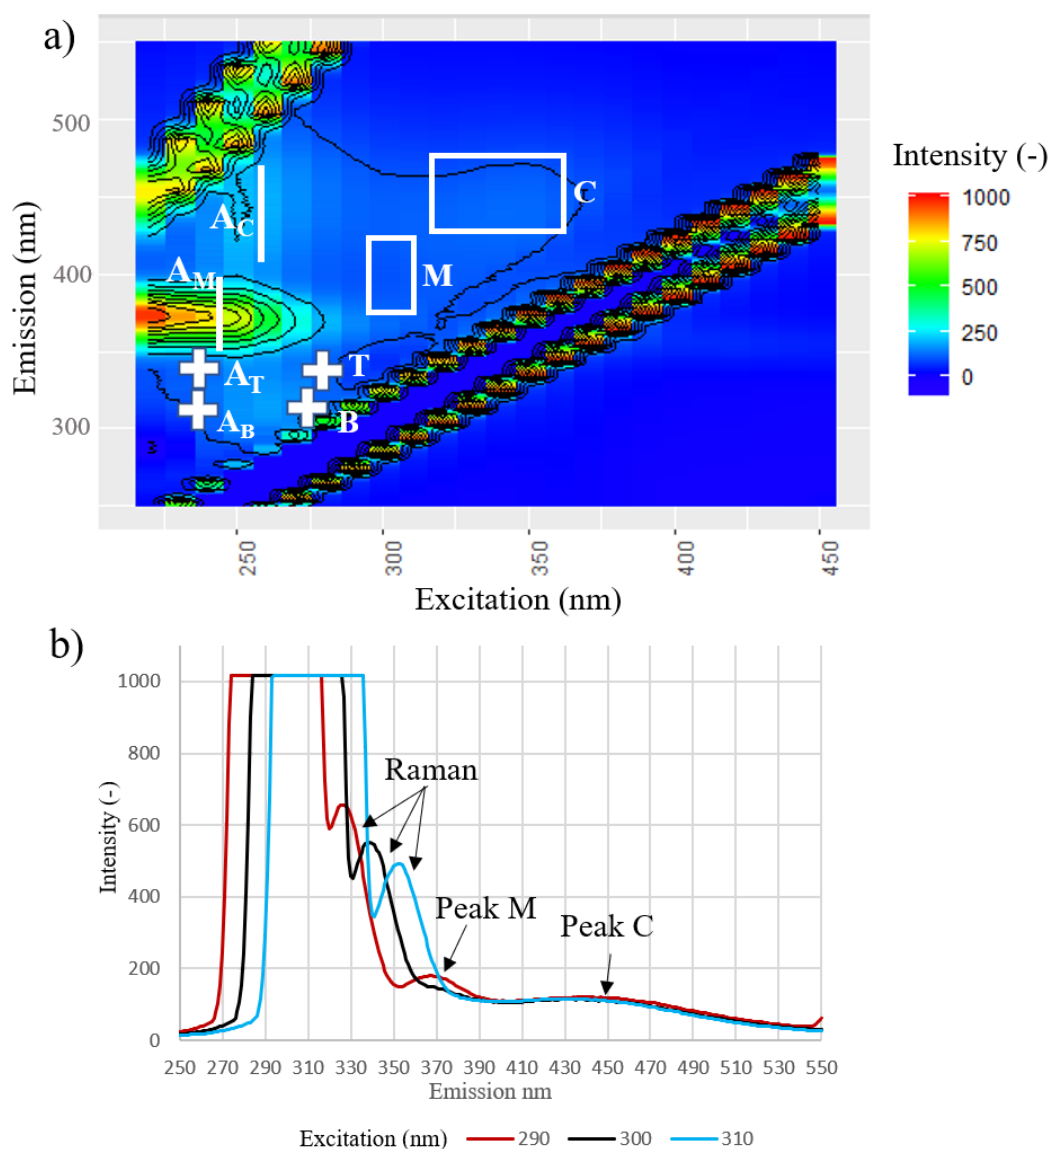 a)
Emission (nm)
500
400
300
A_C
A_M
A_T
A_B
T
B
M
C
250
300
350
400
450
Excitation (nm)
Intensity (-)
1000
750
500
250
0
b)
Intensity (-)
1000
800
600
400
200
0
Raman
Peak M
Peak C
250 270 290 310 330 350 370 390 410 430 450 470 490 510 530 550
Emission nm
Excitation (nm) 290 300 310